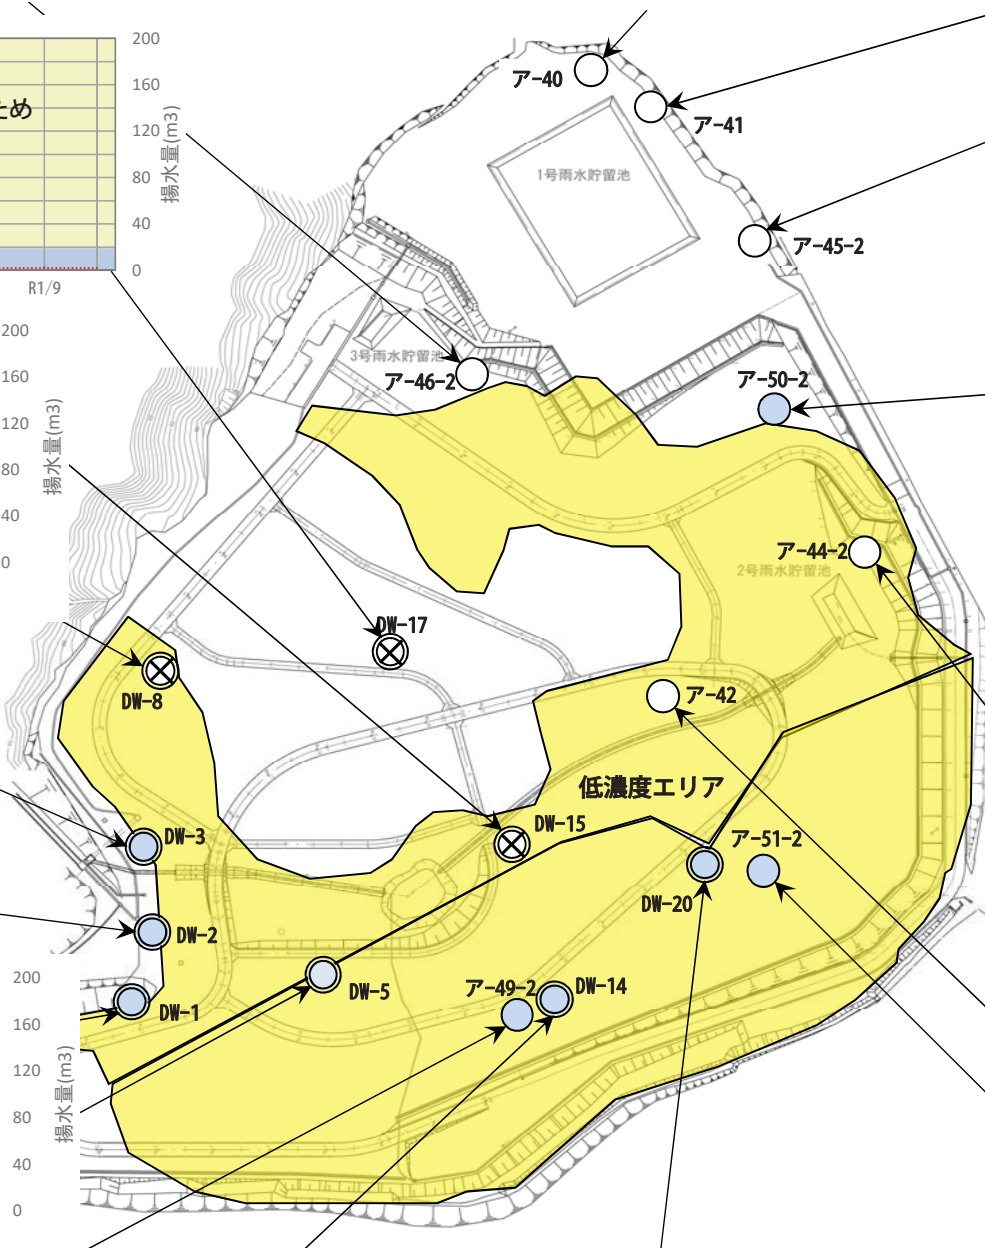 200
160
120
80
40
0
揚水量(m3)
ため
R1/9
ア-40
ア-41
1号雨水貯留池
ア-45-2
200
160
120
80
40
0
揚水量(m3)
3号雨水貯留池
ア-46-2
ア-50-2
ア-44-2
2号雨水貯留池
DW-17
DW-8
ア-42
低濃度エリア
DW-15
DW-3
ア-51-2
DW-20
DW-2
DW-5
ア-49-2
DW-14
DW-1
200
160
120
80
40
0
揚水量(m3)